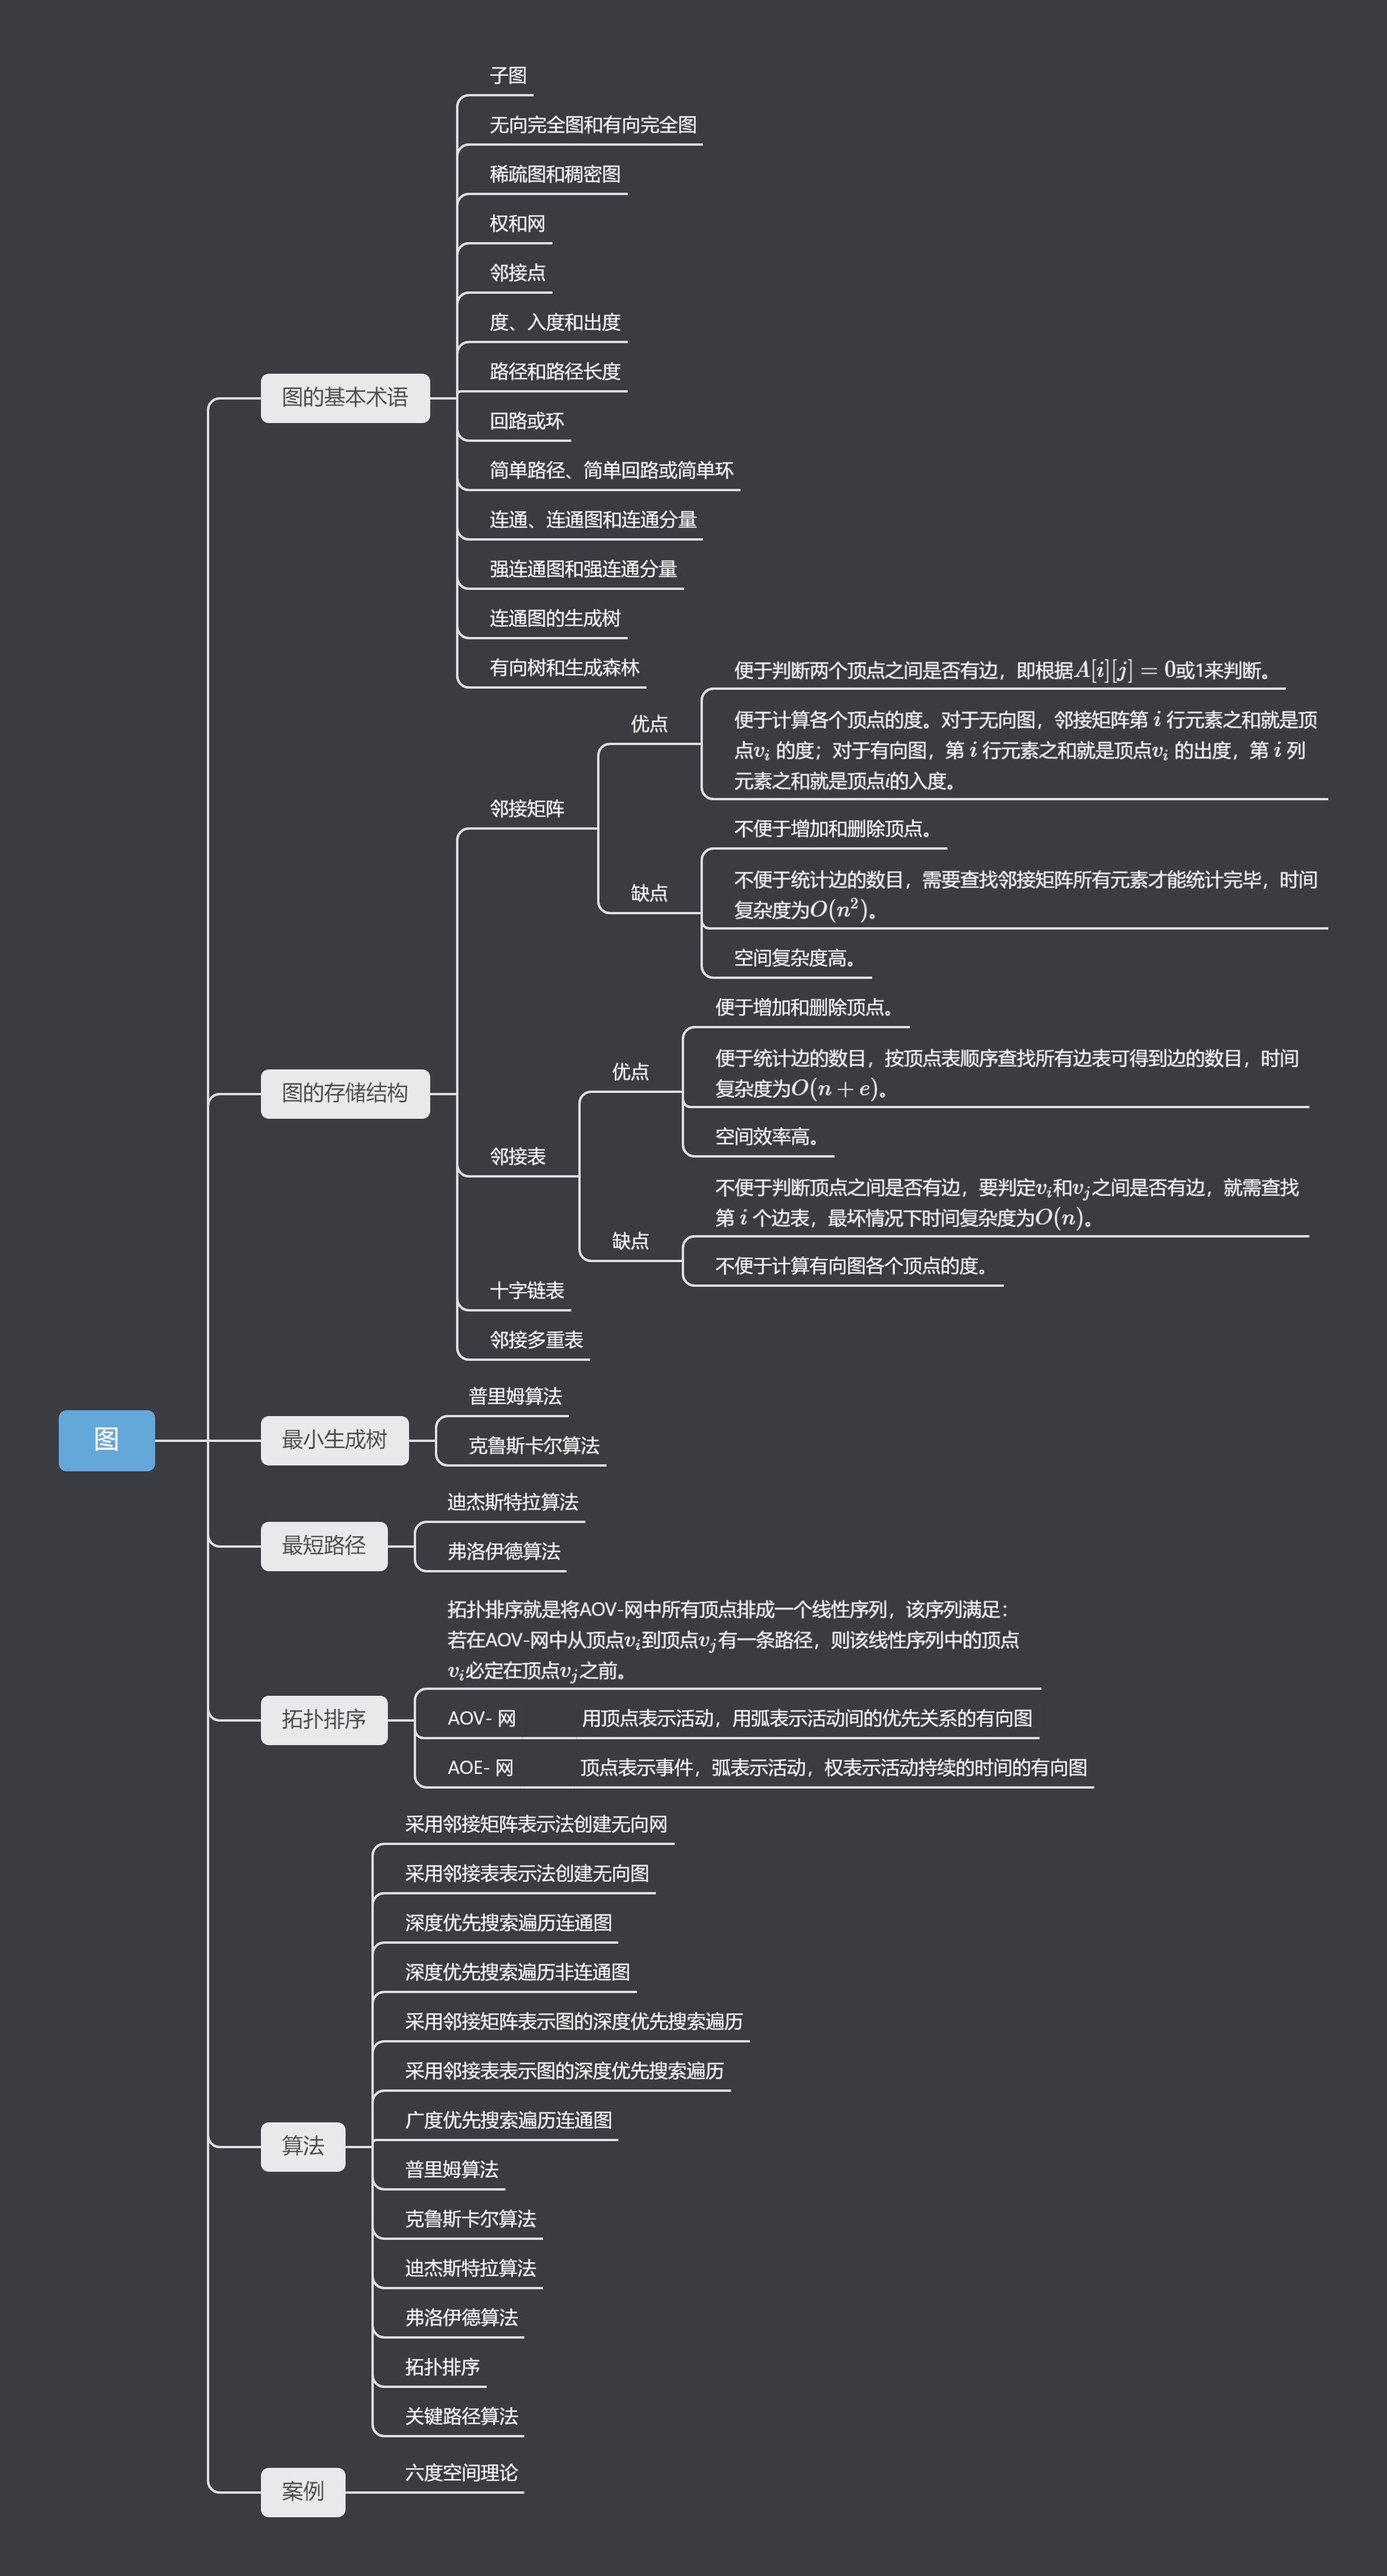 图
图的基本术语
子图
无向完全图和有向完全图
稀疏图和稠密图
权和网
邻接点
度、入度和出度
路径和路径长度
回路或环
简单路径、简单回路或简单环
连通、连通图和连通分量
强连通图和强连通分量
连通图的生成树
有向树和生成森林
图的存储结构
邻接矩阵
优点
便于判断两个顶点之间是否有边，即根据A[i][j] = 0或1来判断。
便于计算各个顶点的度。对于无向图，邻接矩阵第 i 行元素之和就是顶
点vᵢ 的度；对于有向图，第 i 行元素之和就是顶点vᵢ 的出度，第 i 列
元素之和就是顶点i的入度。
缺点
不便于增加和删除顶点。
不便于统计边的数目，需要查找邻接矩阵所有元素才能统计完毕，时间
复杂度为O(n²)。
空间复杂度高。
邻接表
优点
便于增加和删除顶点。
便于统计边的数目，按顶点表顺序查找所有边表可得到边的数目，时间
复杂度为O(n + e)。
空间效率高。
缺点
不便于判断顶点之间是否有边，要判定vᵢ和vⱼ之间是否有边，就需查找
第 i 个边表，最坏情况下时间复杂度为O(n)。
不便于计算有向图各个顶点的度。
十字链表
邻接多重表
最小生成树
普里姆算法
克鲁斯卡尔算法
最短路径
迪杰斯特拉算法
弗洛伊德算法
拓扑排序
拓扑排序就是将AOV-网中所有顶点排成一个线性序列，该序列满足：
若在AOV-网中从顶点vᵢ到顶点vⱼ有一条路径，则该线性序列中的顶点
vᵢ必定在顶点vⱼ之前。
AOV- 网 用顶点表示活动，用弧表示活动间的优先关系的有向图
AOE- 网 顶点表示事件，弧表示活动，权表示活动持续的时间的有向图
算法
采用邻接矩阵表示法创建无向网
采用邻接表表示法创建无向图
深度优先搜索遍历连通图
深度优先搜索遍历非连通图
采用邻接矩阵表示图的深度优先搜索遍历
采用邻接表表示图的深度优先搜索遍历
广度优先搜索遍历连通图
普里姆算法
克鲁斯卡尔算法
迪杰斯特拉算法
弗洛伊德算法
拓扑排序
关键路径算法
案例
六度空间理论